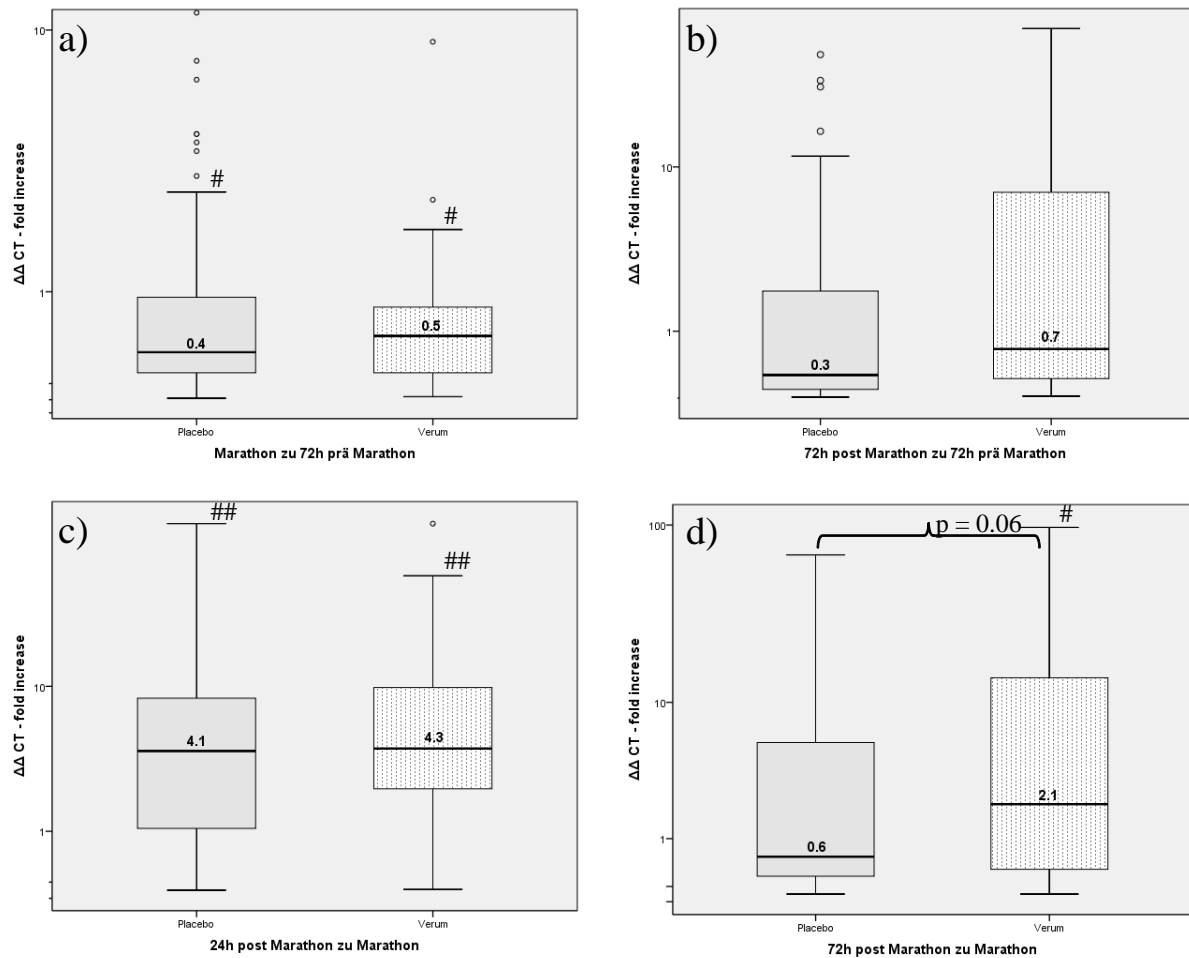 a)
10
1
ΔΔ CT - fold increase
#
#
0.4
0.5
Placebo
Verum
Marathon zu 72h prä Marathon
b)
10
1
ΔΔ CT - fold increase
0.3
0.7
Placebo
Verum
72h post Marathon zu 72h prä Marathon
c)
10
1
ΔΔ CT - fold increase
##
##
4.1
4.3
Placebo
Verum
24h post Marathon zu Marathon
d)
100
10
1
ΔΔ CT - fold increase
p = 0.06
#
0.6
2.1
Placebo
Verum
72h post Marathon zu Marathon